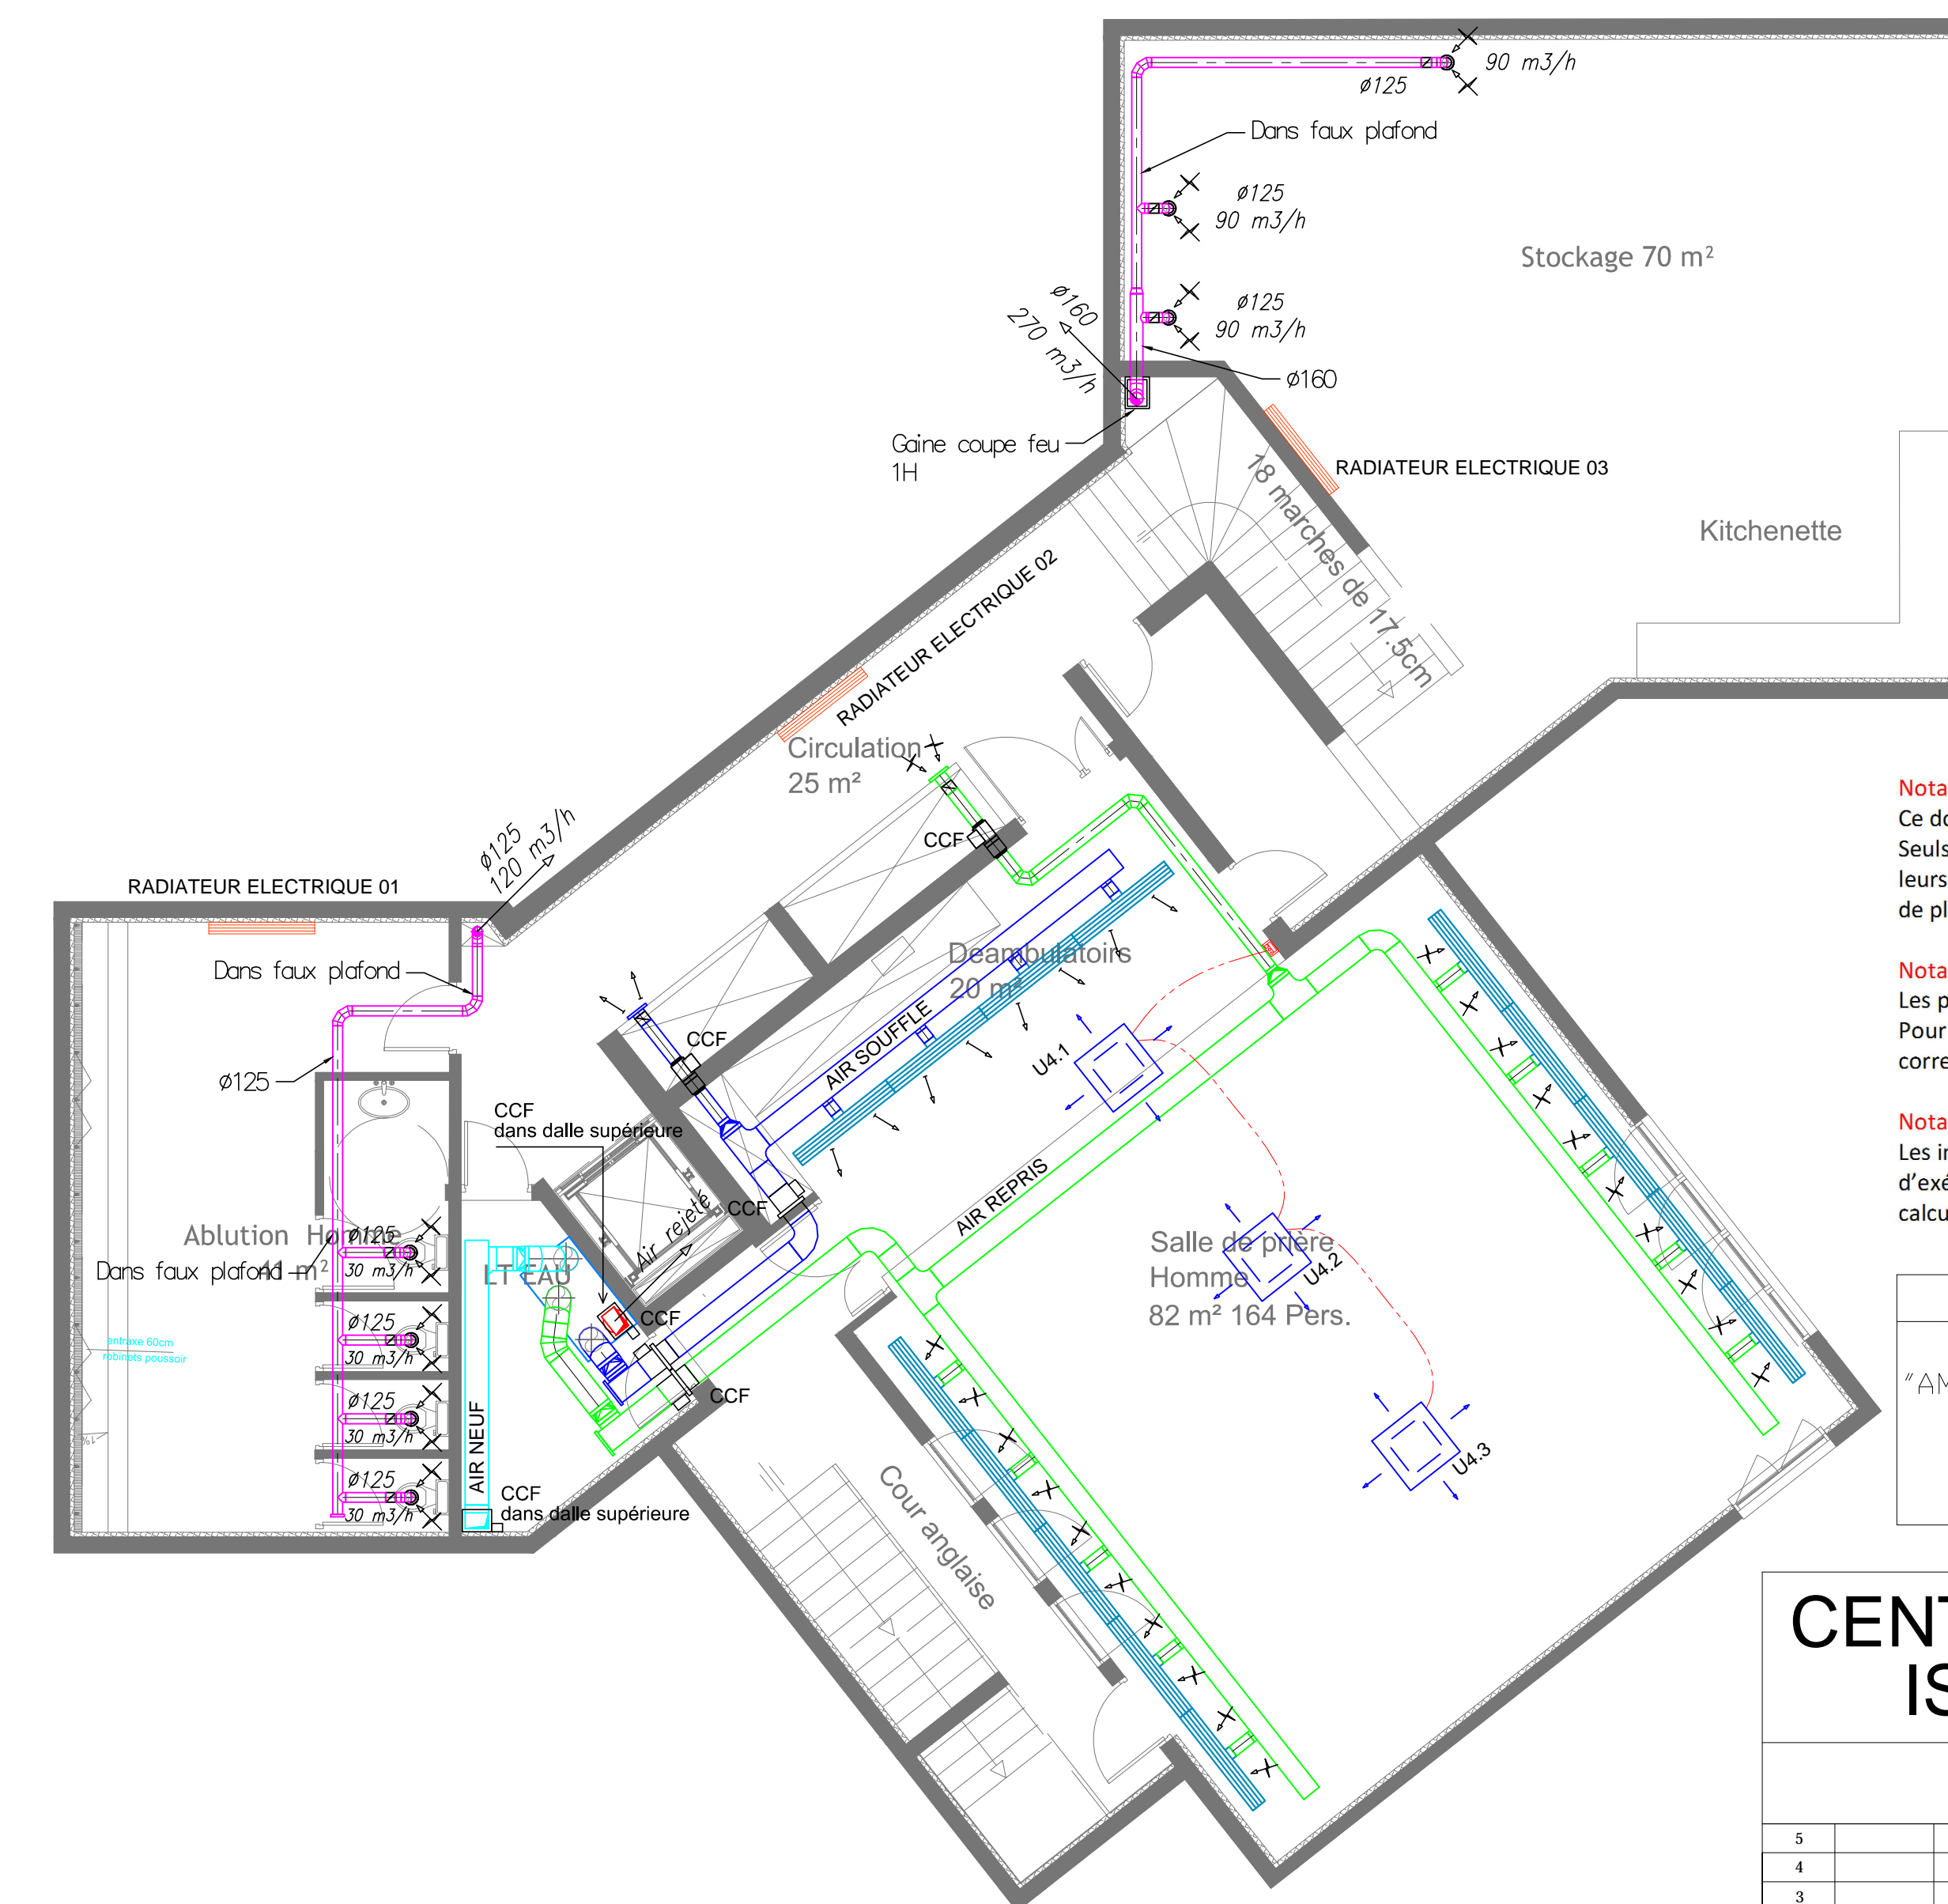 90 m3/h
ø125
Dans faux plafond
ø125
90 m3/h
Stockage 70 m²
ø160
270 m3/h
ø125
90 m3/h
ø160
Gaine coupe feu
1H
18 marches de 17.5cm
RADIATEUR ELECTRIQUE 03
Kitchenette
RADIATEUR ELECTRIQUE 02
Circulation
25 m²
Nota
Ce do
Seuls
leurs
de pl
CCF
ø125
120 m3/h
RADIATEUR ELECTRIQUE 01
Dans faux plafond
Deambulatoirs
20 m²
Nota
Les p
Pour
corre
AIR SOUFFLE
CCF
U4.1
ø125
CCF
dans dalle supérieure
Nota
Les in
d'exé
calcu
AIR REPRIS
CCF
Air rejeté
Ablution Homme
41 m²
Dans faux plafond
ø125
30 m3/h
LT EAU
Salle de prière
Homme
82 m² 164 Pers.
U4.2
CCF
ø125
30 m3/h
entraxe 60cm
robinets poussoir
CCF
ø125
30 m3/h
"AM
AIR NEUF
U4.3
ø125
30 m3/h
1%
CCF
dans dalle supérieure
Cour anglaise
CENT
IS
5
4
3